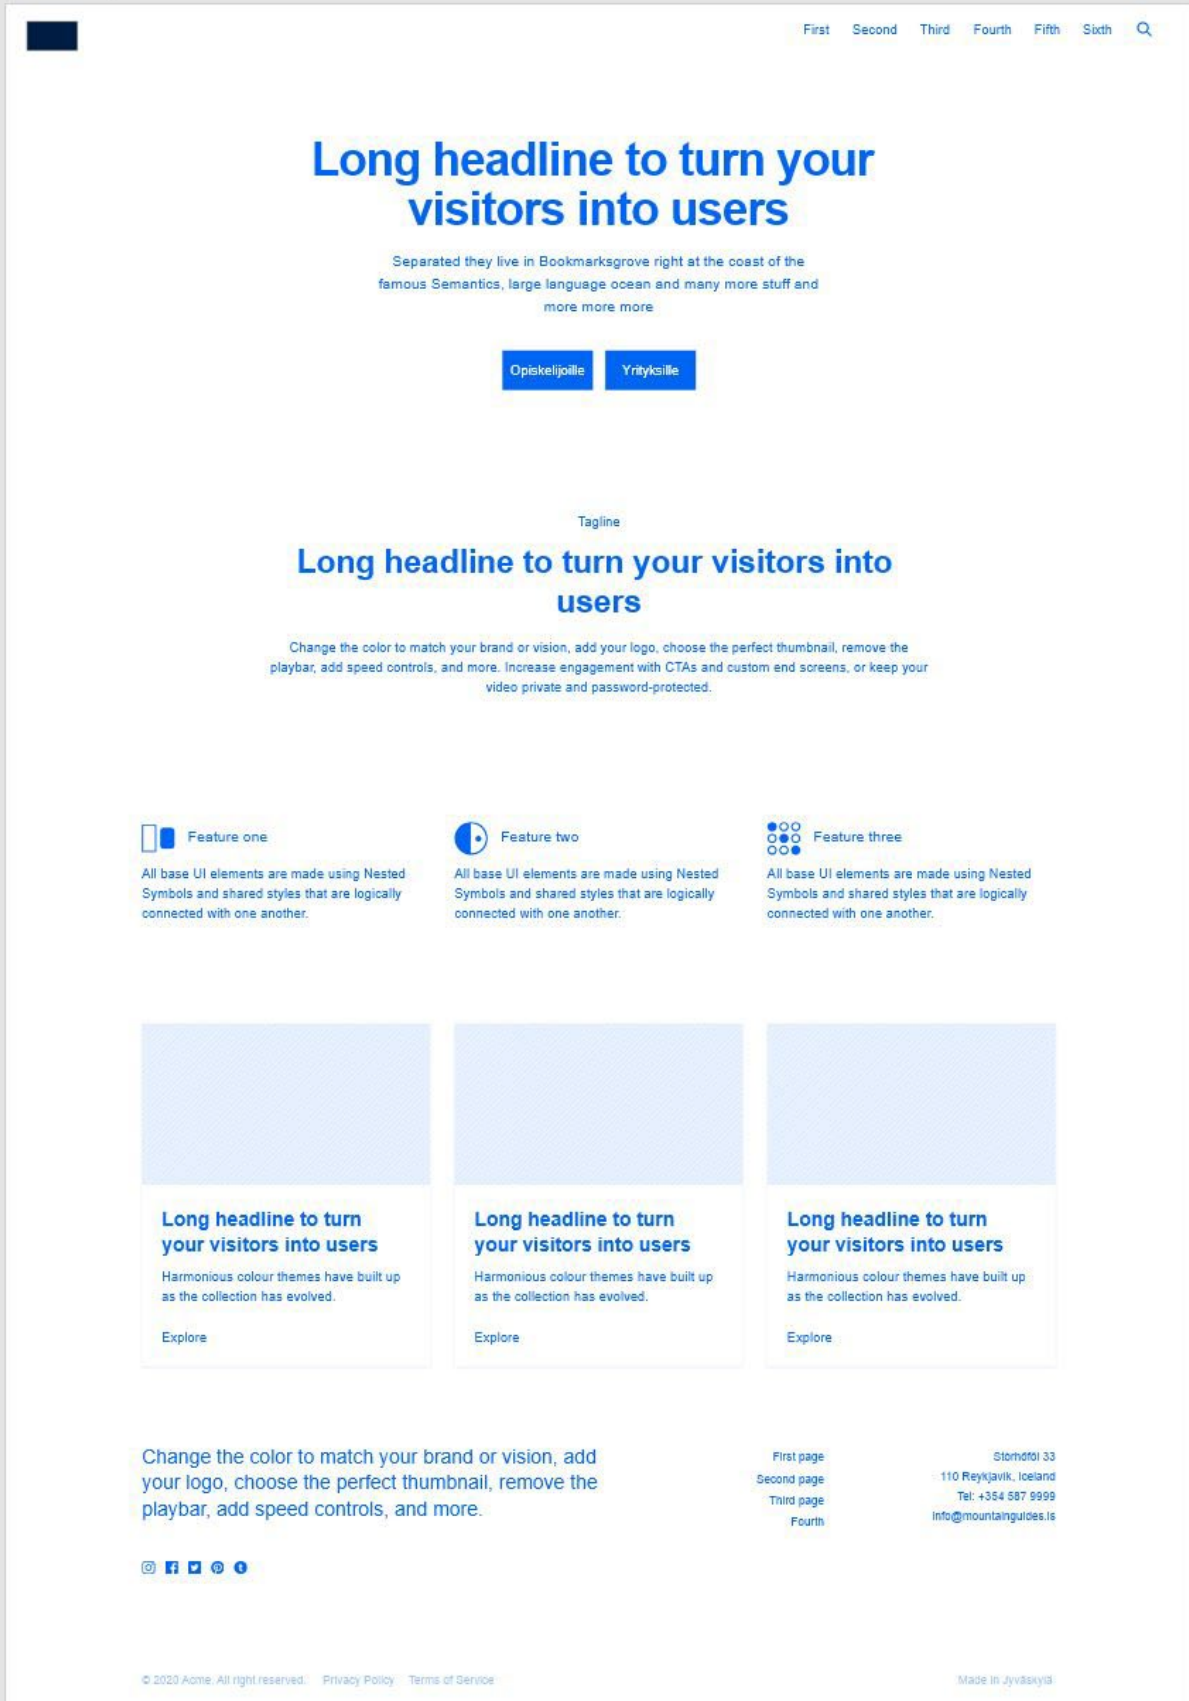 First Second Third Fourth Fifth Sixth
Long headline to turn your
visitors into users
Separated they live in Bookmarksgrove right at the coast of the
famous Semantics, large language ocean and many more stuff and
more more more
Opiskelijoille Yrityksille
Tagline
Long headline to turn your visitors into
users
Change the color to match your brand or vision, add your logo, choose the perfect thumbnail, remove the
playbar, add speed controls, and more. Increase engagement with CTAs and custom end screens, or keep your
video private and password-protected.
Feature one
All base UI elements are made using Nested
Symbols and shared styles that are logically
connected with one another.
Feature two
All base UI elements are made using Nested
Symbols and shared styles that are logically
connected with one another.
Feature three
All base UI elements are made using Nested
Symbols and shared styles that are logically
connected with one another.
Long headline to turn
your visitors into users
Harmonious colour themes have built up
as the collection has evolved.
Explore
Long headline to turn
your visitors into users
Harmonious colour themes have built up
as the collection has evolved.
Explore
Long headline to turn
your visitors into users
Harmonious colour themes have built up
as the collection has evolved.
Explore
Change the color to match your brand or vision, add
your logo, choose the perfect thumbnail, remove the
playbar, add speed controls, and more.
First page
Second page
Third page
Fourth
33
110 Reykjavik, Iceland
Tel: +354 587 9999
info@mountainguides.is
© 2020 Acme. All right reserved. Privacy Policy Terms of Service
Made in Jyväskylä